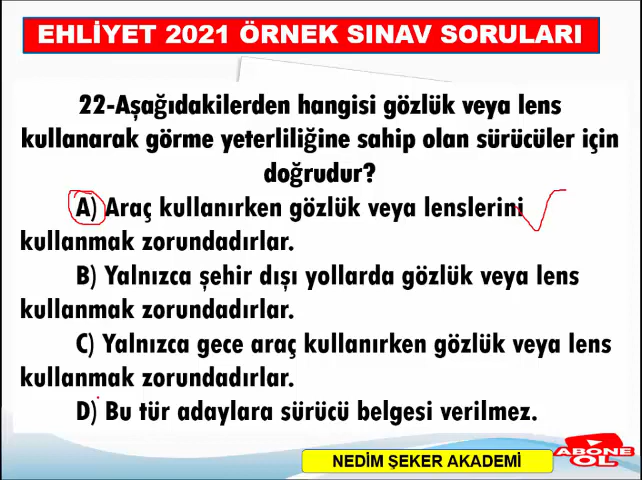 EHLİYET 2021 ÖRNEK SINAV SORULARI
22-Aşağıdakilerden hangisi gözlük veya lens
kullanarak görme yeterliliğine sahip olan sürücüler için
doğrudur?
A) Araç kullanırken gözlük veya lenslerini
kullanmak zorundadırlar.
B) Yalnızca şehir dışı yollarda gözlük veya lens
kullanmak zorundadırlar.
C) Yalnızca gece araç kullanırken gözlük veya lens
kullanmak zorundadırlar.
D) Bu tür adaylara sürücü belgesi verilmez.
NEDİM ŞEKER AKADEMİ
ABONE
OL